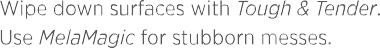 Wipe down surfaces with Tough & Tender.
Use MelaMagic for stubborn messes.